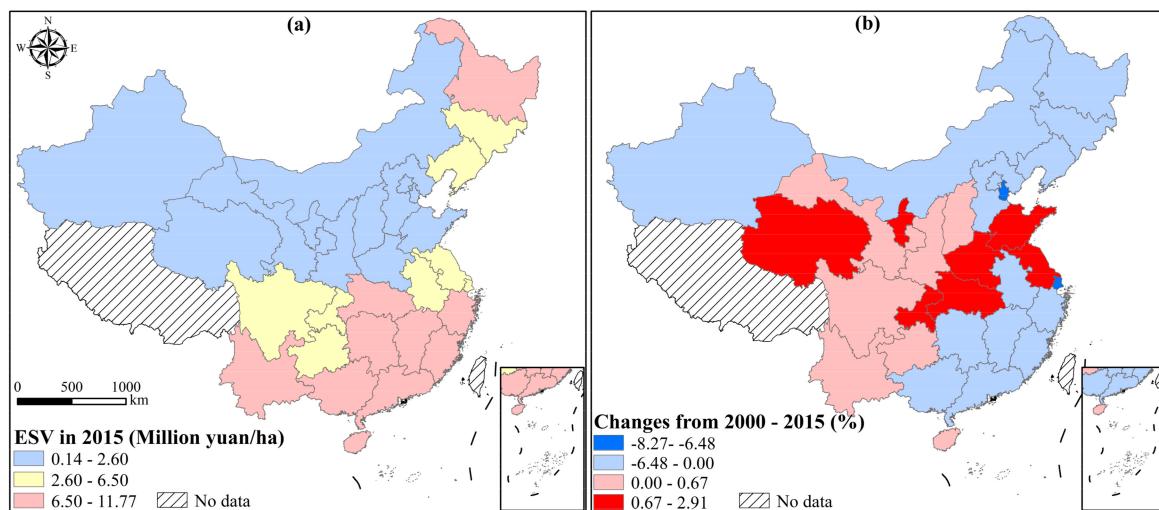 (a)
N
W E
S
0 500 1000
km
ESV in 2015 (Million yuan/ha)
0.14 - 2.60
2.60 - 6.50
6.50 - 11.77
No data
(b)
Changes from 2000 - 2015 (%)
-8.27- -6.48
-6.48 - 0.00
0.00 - 0.67
0.67 - 2.91
No data